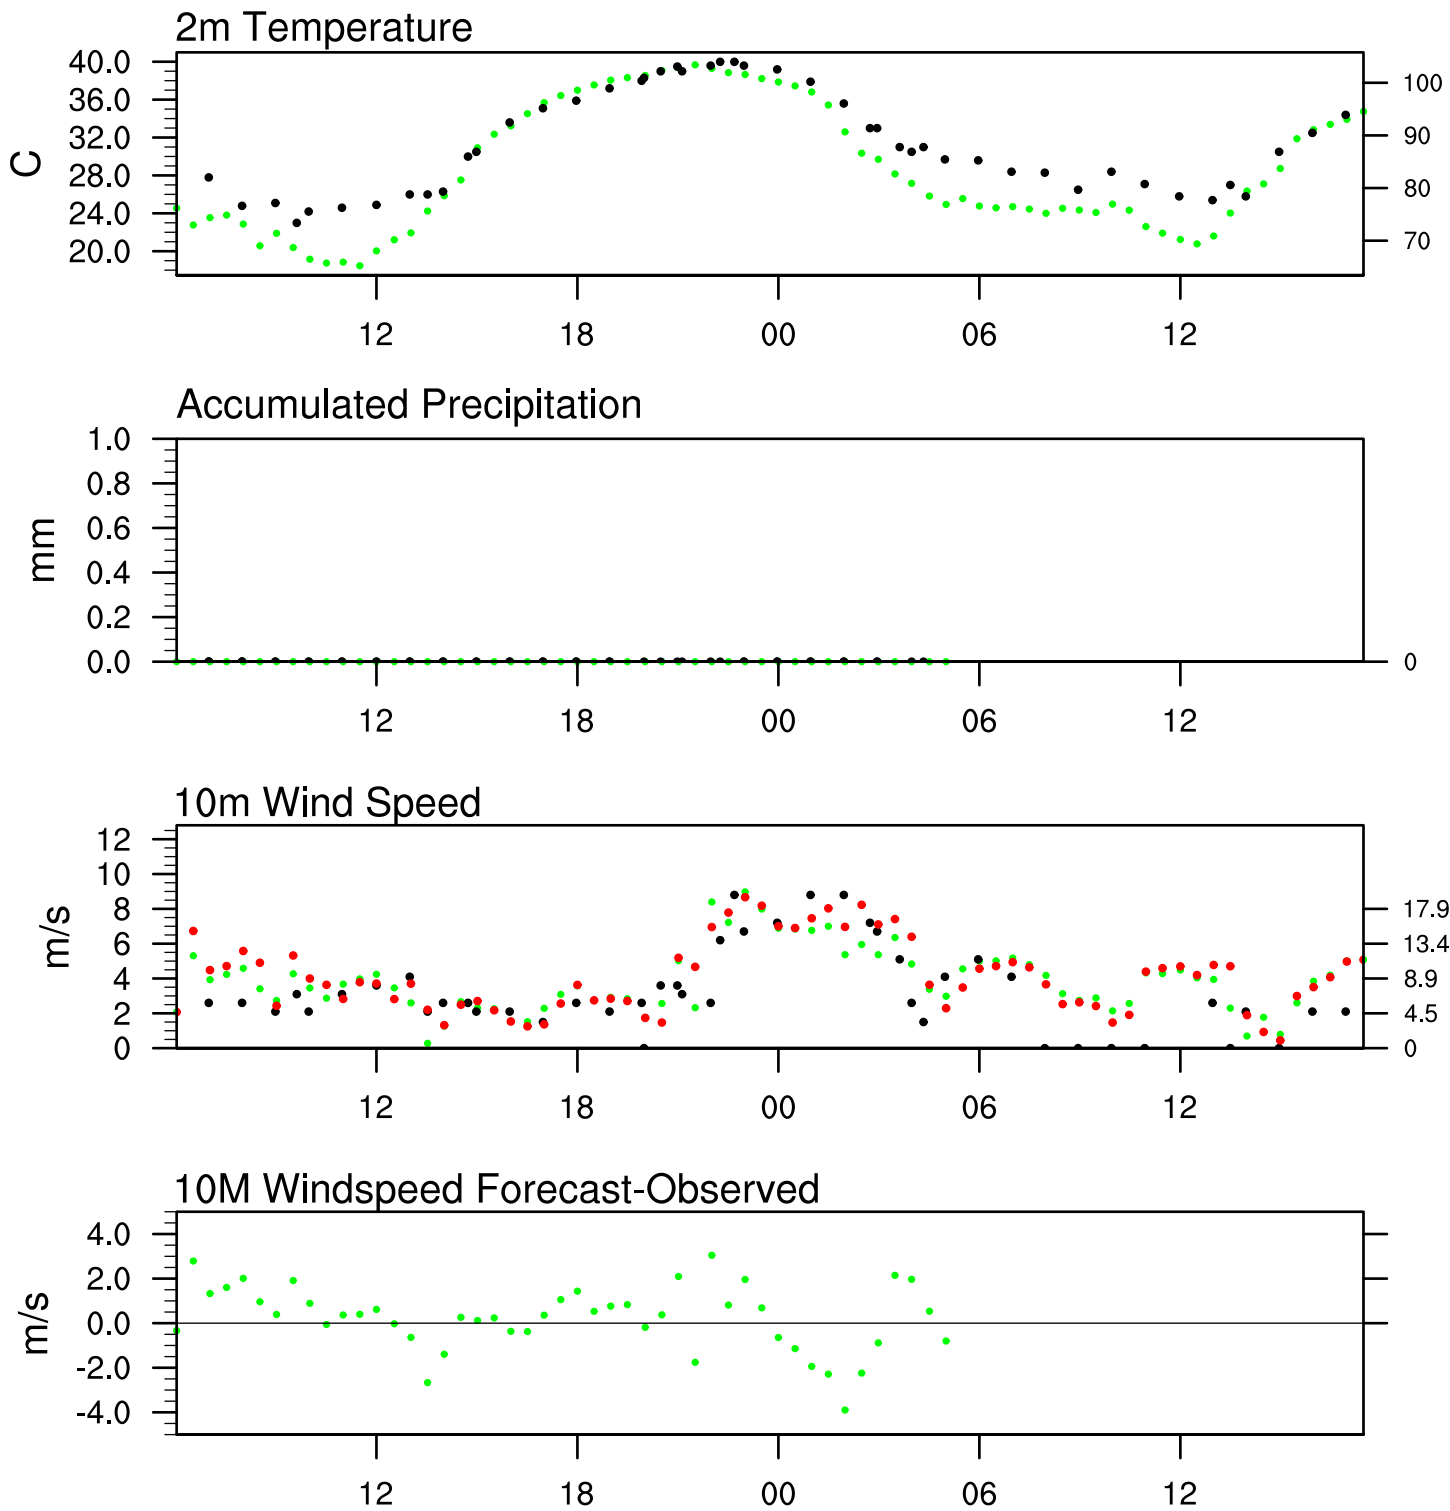 2m Temperature
40.0
36.0
32.0
28.0
24.0
20.0
C
100
90
80
70
12 18 00 06 12
Accumulated Precipitation
1.0
0.8
0.6
0.4
0.2
0.0
mm
0
12 18 00 06 12
10m Wind Speed
12
10
8
6
4
2
0
m/s
17.9
13.4
8.9
4.5
0
12 18 00 06 12
10M Windspeed Forecast-Observed
4.0
2.0
0.0
-2.0
-4.0
m/s
12 18 00 06 12